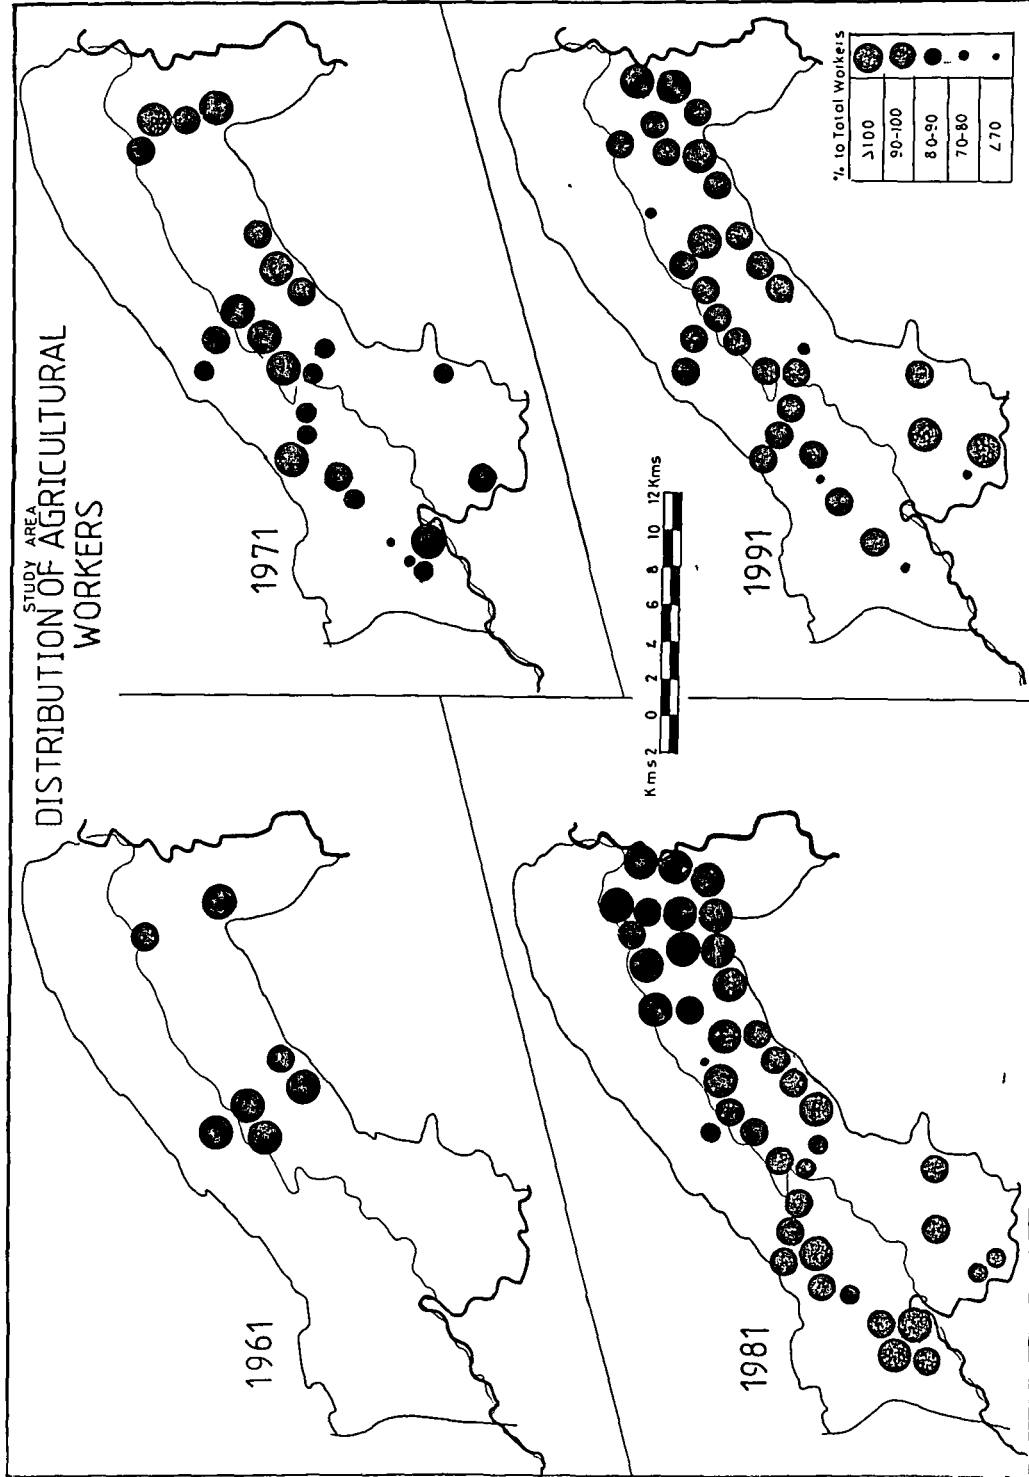 STUDY AREA
DISTRIBUTION OF AGRICULTURAL
WORKERS
1961
1971
1981
1991
Kms 2 0 2 4 6 8 10 12 Kms
% to Total Workers
>100
90-100
80-90
70-80
<70